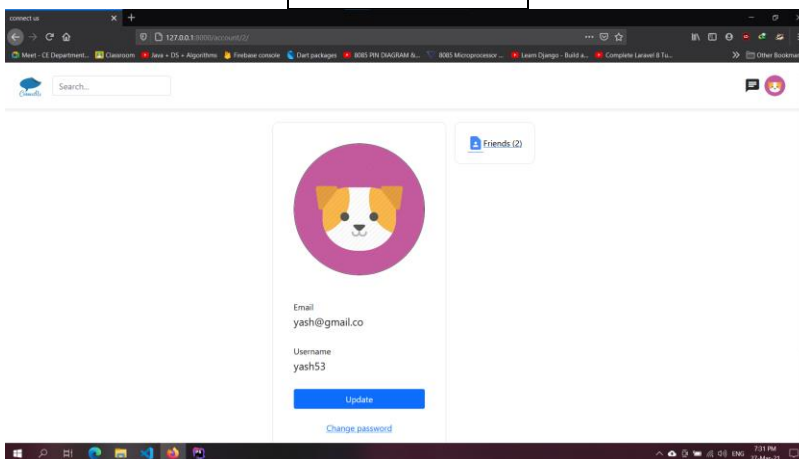 connect us
127.0.0.1:8000/account/2/
Meet - CE Department... Classroom Java + DS + Algorithms Firebase console Dart packages 8085 PIN DIAGRAM &... 8085 Microprocessor ... Learn Django - Build a... Complete Laravel 8 Tu... Other Bookmar
Search...
Friends (2)
Email
yash@gmail.co
Username
yash53
Update
Change password
ENG 7:31 PM